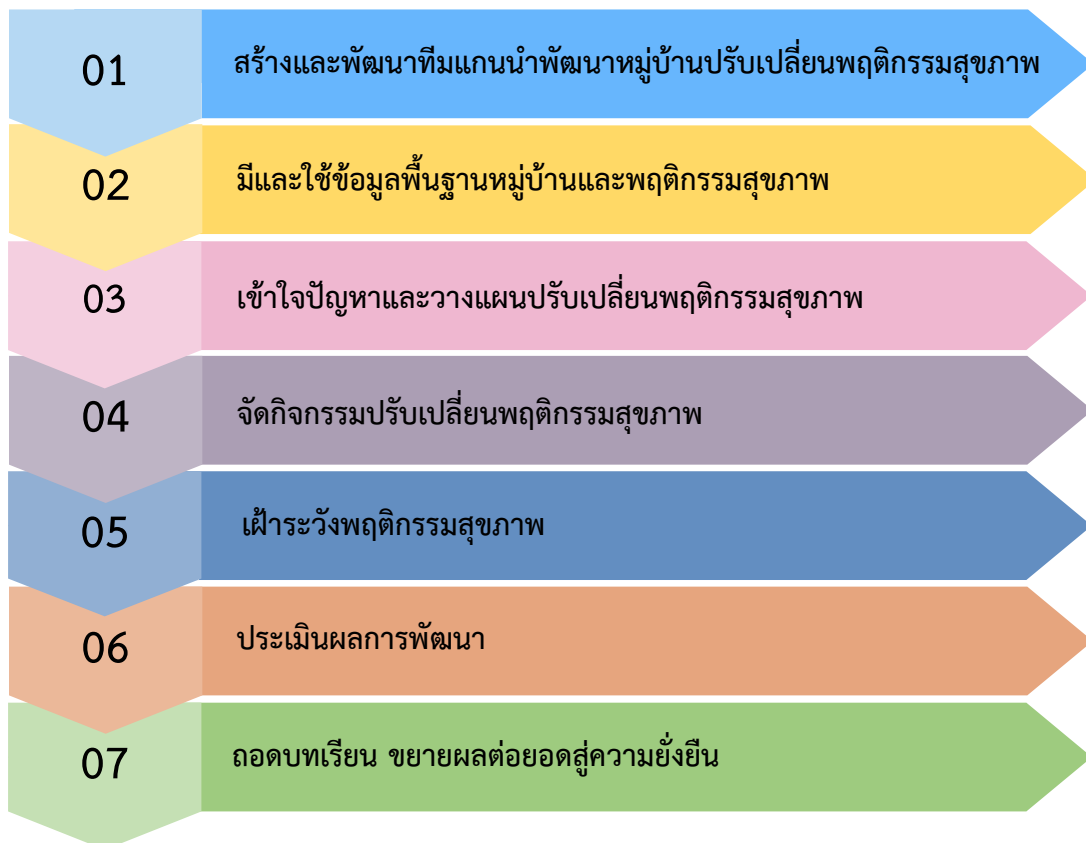 01
สร้างและพัฒนาทีมแกนนำพัฒนาหมู่บ้านปรับเปลี่ยนพฤติกรรมสุขภาพ
02
มีและใช้ข้อมูลพื้นฐานหมู่บ้านและพฤติกรรมสุขภาพ
03
เข้าใจปัญหาและวางแผนปรับเปลี่ยนพฤติกรรมสุขภาพ
04
จัดกิจกรรมปรับเปลี่ยนพฤติกรรมสุขภาพ
05
เฝ้าระวังพฤติกรรมสุขภาพ
06
ประเมินผลการพัฒนา
07
ถอดบทเรียน ขยายผลต่อยอดสู่ความยั่งยืน